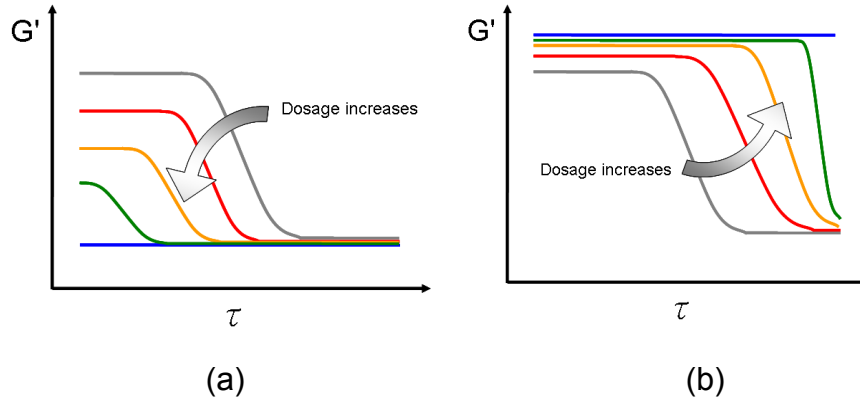 G'
Dosage increases
τ
(a)
G'
Dosage increases
τ
(b)